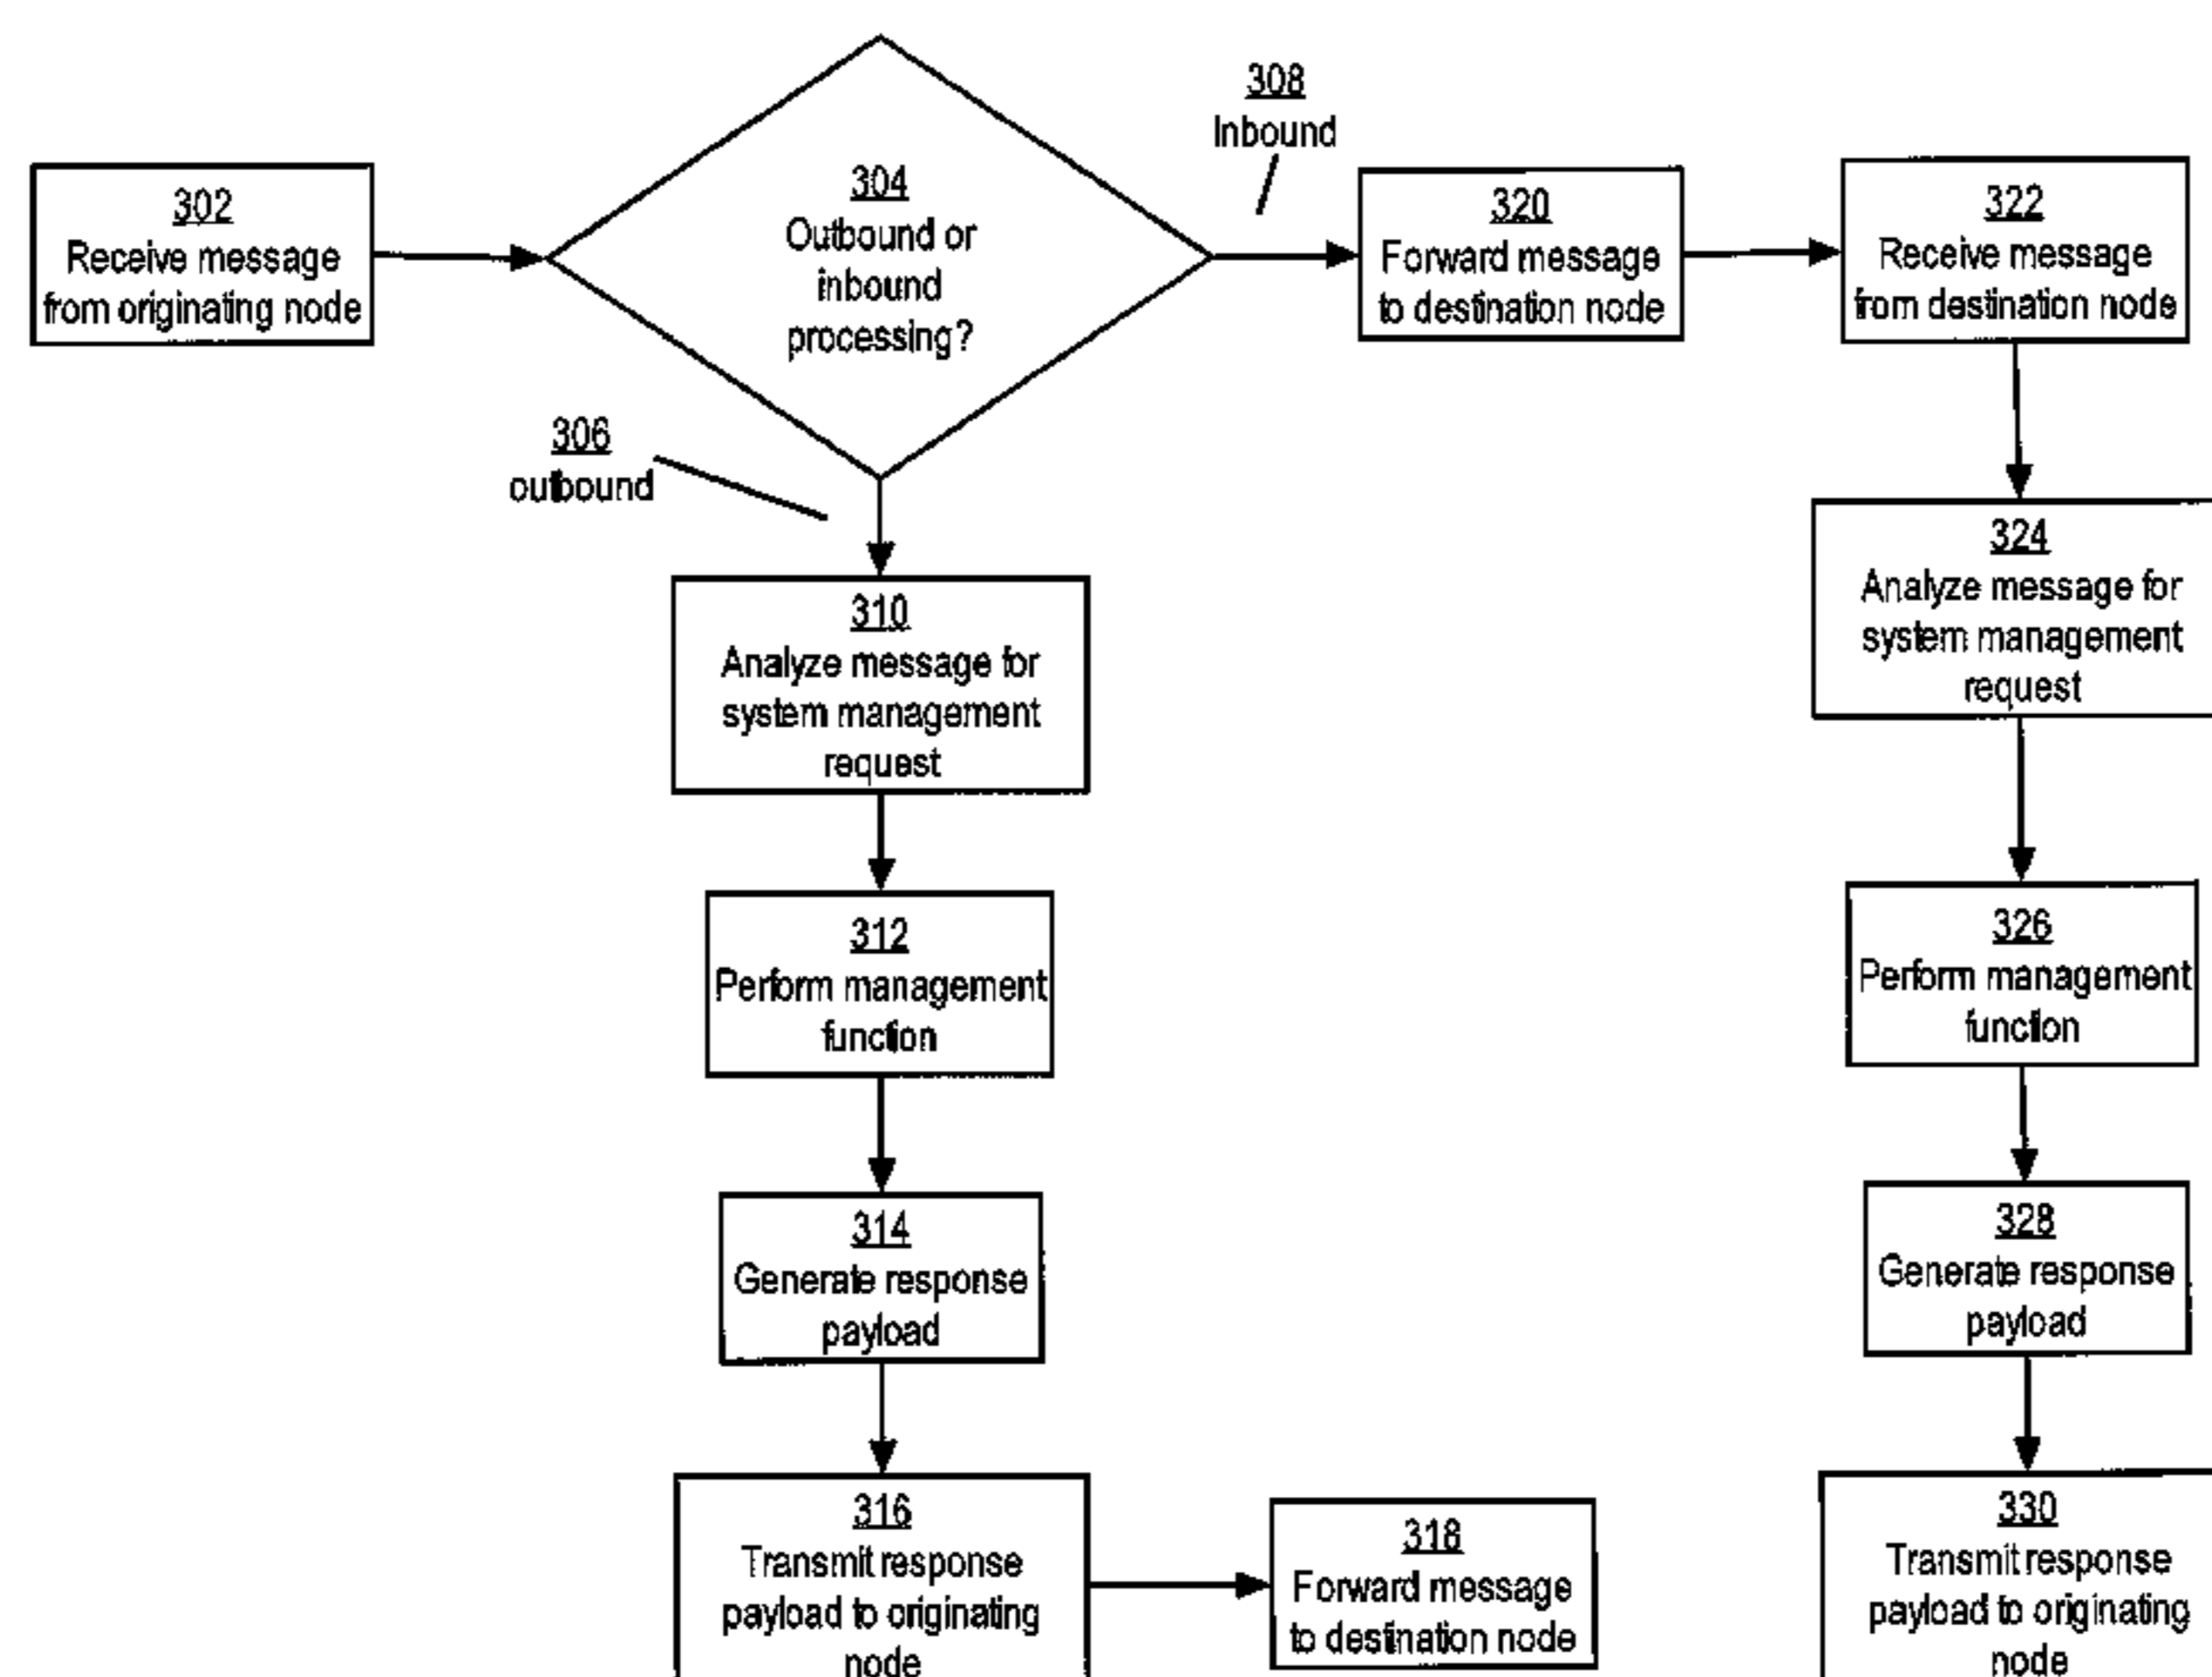 302
Receive message
from originating node
304
Outbound or
inbound
processing?
308
Inbound
320
Forward message
to destination node
322
Receive message
from destination node
306
outbound
310
Analyze message for
system management
request
312
Perform management
function
314
Generate response
payload
316
Transmit response
payload to originating
node
318
Forward message
to destination node
324
Analyze message for
system management
request
326
Perform management
function
328
Generate response
payload
330
Transmit response
payload to originating
node